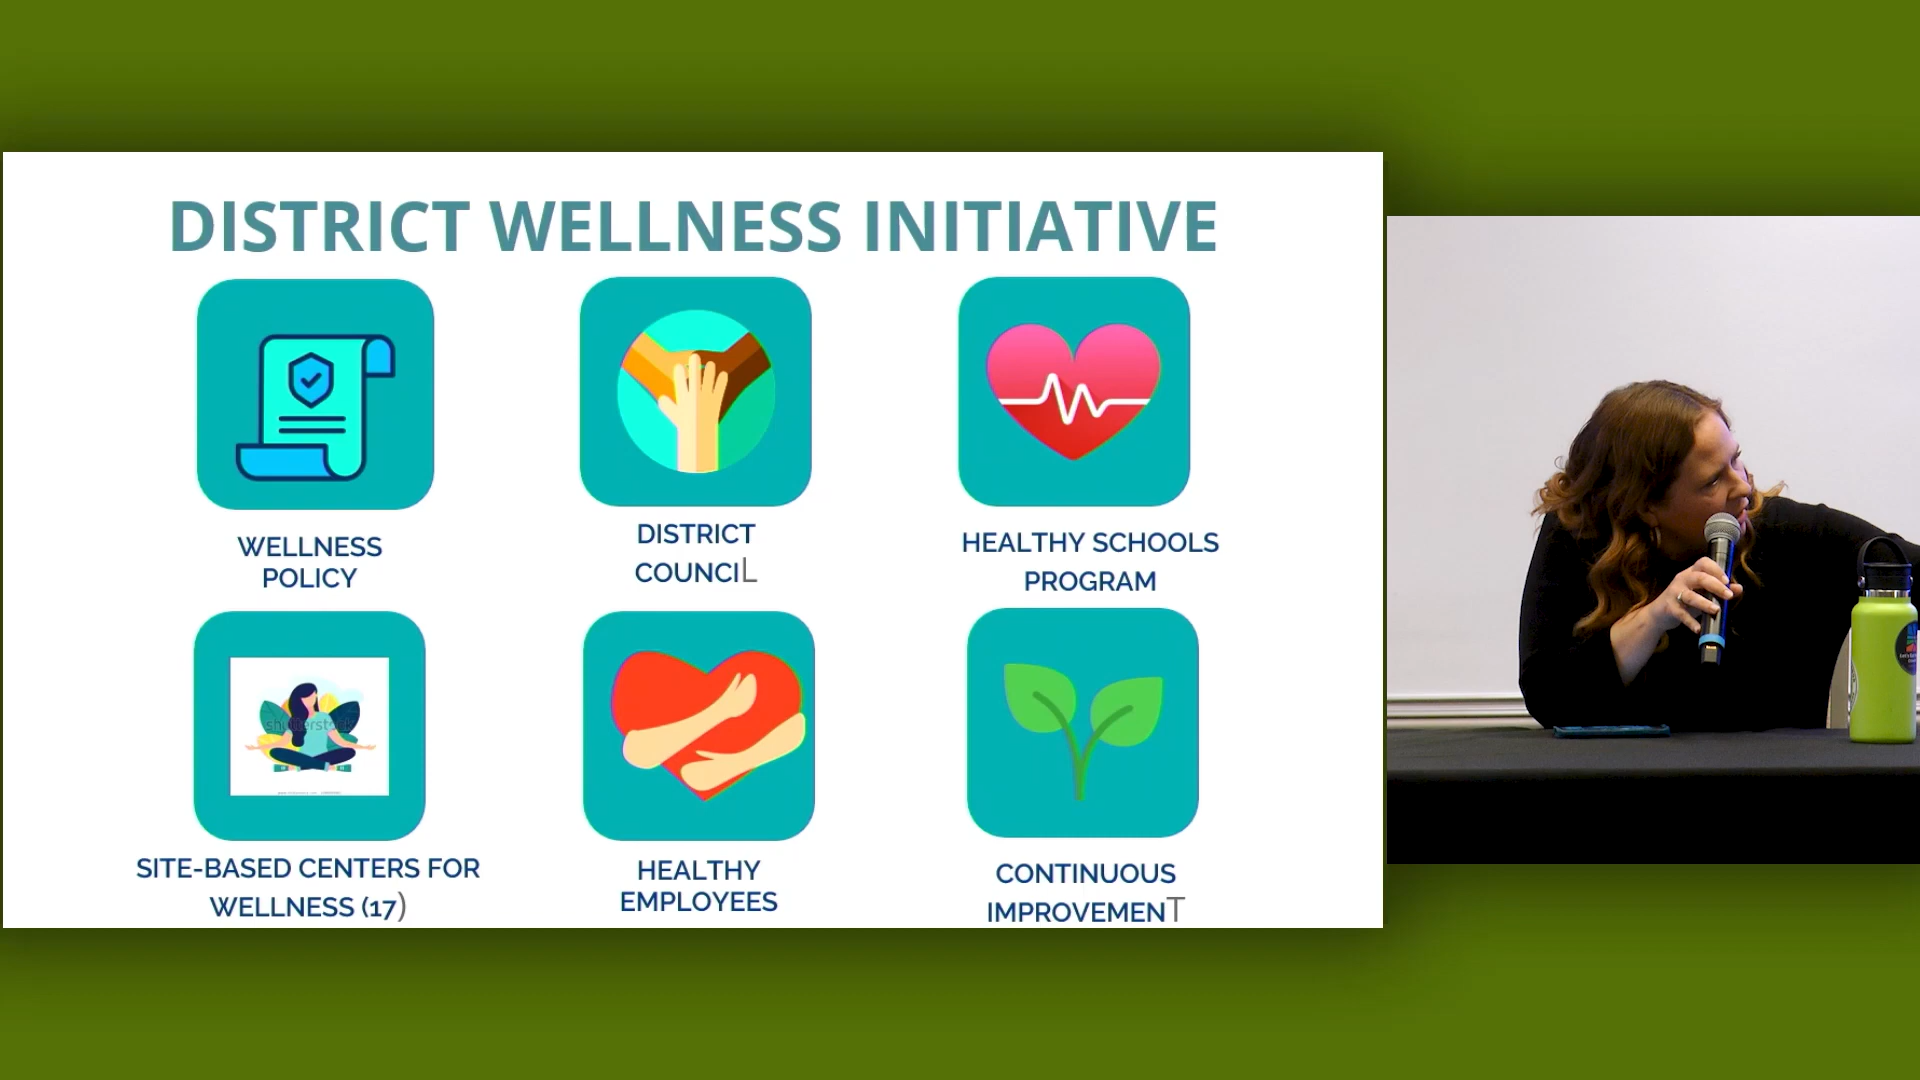 DISTRICT WELLNESS INITIATIVE
WELLNESS
POLICY
DISTRICT
COUNCIL
HEALTHY SCHOOLS
PROGRAM
shutterstock
SITE-BASED CENTERS FOR
WELLNESS (17)
HEALTHY
EMPLOYEES
CONTINUOUS
IMPROVEMENT